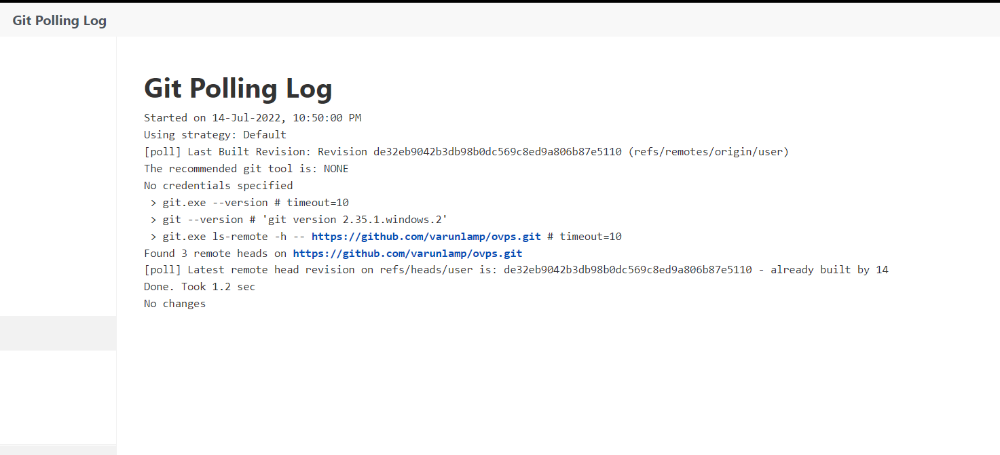 Git Polling Log
Git Polling Log
Started on 14-Jul-2022, 10:50:00 PM
Using strategy: Default
[poll] Last Built Revision: Revision de32eb9042b3db98b0dc569c8ed9a806b87e5110 (refs/remotes/origin/user)
The recommended git tool is: NONE
No credentials specified
 > git.exe --version # timeout=10
 > git --version # 'git version 2.35.1.windows.2'
 > git.exe ls-remote -h -- https://github.com/varunlamp/ovps.git # timeout=10
Found 3 remote heads on https://github.com/varunlamp/ovps.git
[poll] Latest remote head revision on refs/heads/user is: de32eb9042b3db98b0dc569c8ed9a806b87e5110 - already built by 14
Done. Took 1.2 sec
No changes